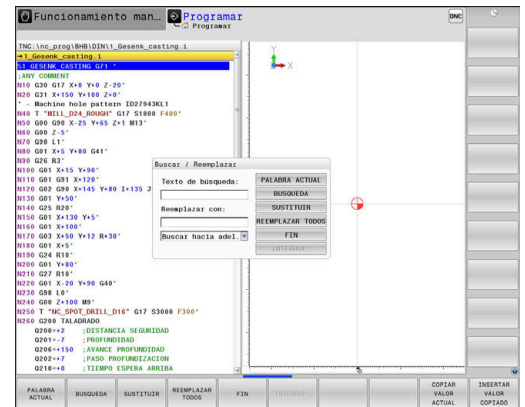 Funcionamiento man...
Programar
Programar
DNC
TNC:\nc_prog\BHB\DIN\1_Gesenk_casting.i
→1_Gesenk_casting.i
%1_GESENK_CASTING G71 *
;ANY COMMENT
N10 G30 G17 X+0 Y+0 Z-20*
N20 G31 X+150 Y+100 Z+0*
* - Machine hole pattern ID27943KL1
N40 T "MILL_D24_ROUGH" G17 S1800 F400*
N50 G00 G90 X-25 Y+65 Z+1 M13*
N60 G00 Z-5*
N70 G98 L1*
N80 G01 X+5 Y+80 G41*
N90 G26 R3*
N100 G01 X+15 Y+90*
N110 G01 G91 X+120*
N120 G02 G90 X+145 Y+80 I+135 J
N130 G01 Y+50*
N140 G25 R20*
N150 G01 X+130 Y+5*
N160 G01 X+100*
N170 G03 X+50 Y+12 R+30*
N180 G01 X+5*
N190 G24 R10*
N200 G01 Y+80*
N210 G27 R10*
N220 G01 X-20 Y+90 G40*
N230 G98 L0*
N240 G00 Z+100 M9*
N250 T "NC_SPOT_DRILL_D16" G17 S3000 F300*
N260 G200 TALADRADO
Q200=+2 ;DISTANCIA SEGURIDAD
Q201=-7 ;PROFUNDIDAD
Q206=+150 ;AVANCE PROFUNDIDAD
Q202=+7 ;PASO PROFUNDIZACION
Q210=+0 ;TIEMPO ESPERA ARRIBA
Y
X
Buscar / Reemplazar
Texto de búsqueda:
Reemplazar con:
Buscar hacia adel.
PALABRA ACTUAL
BUSQUEDA
SUSTITUIR
REEMPLAZAR TODOS
FIN
INTERRUP.
PALABRA ACTUAL
BUSQUEDA
SUSTITUIR
REEMPLAZAR TODOS
FIN
INTERRUP.
COPIAR VALOR ACTUAL
INSERTAR VALOR COPIADO